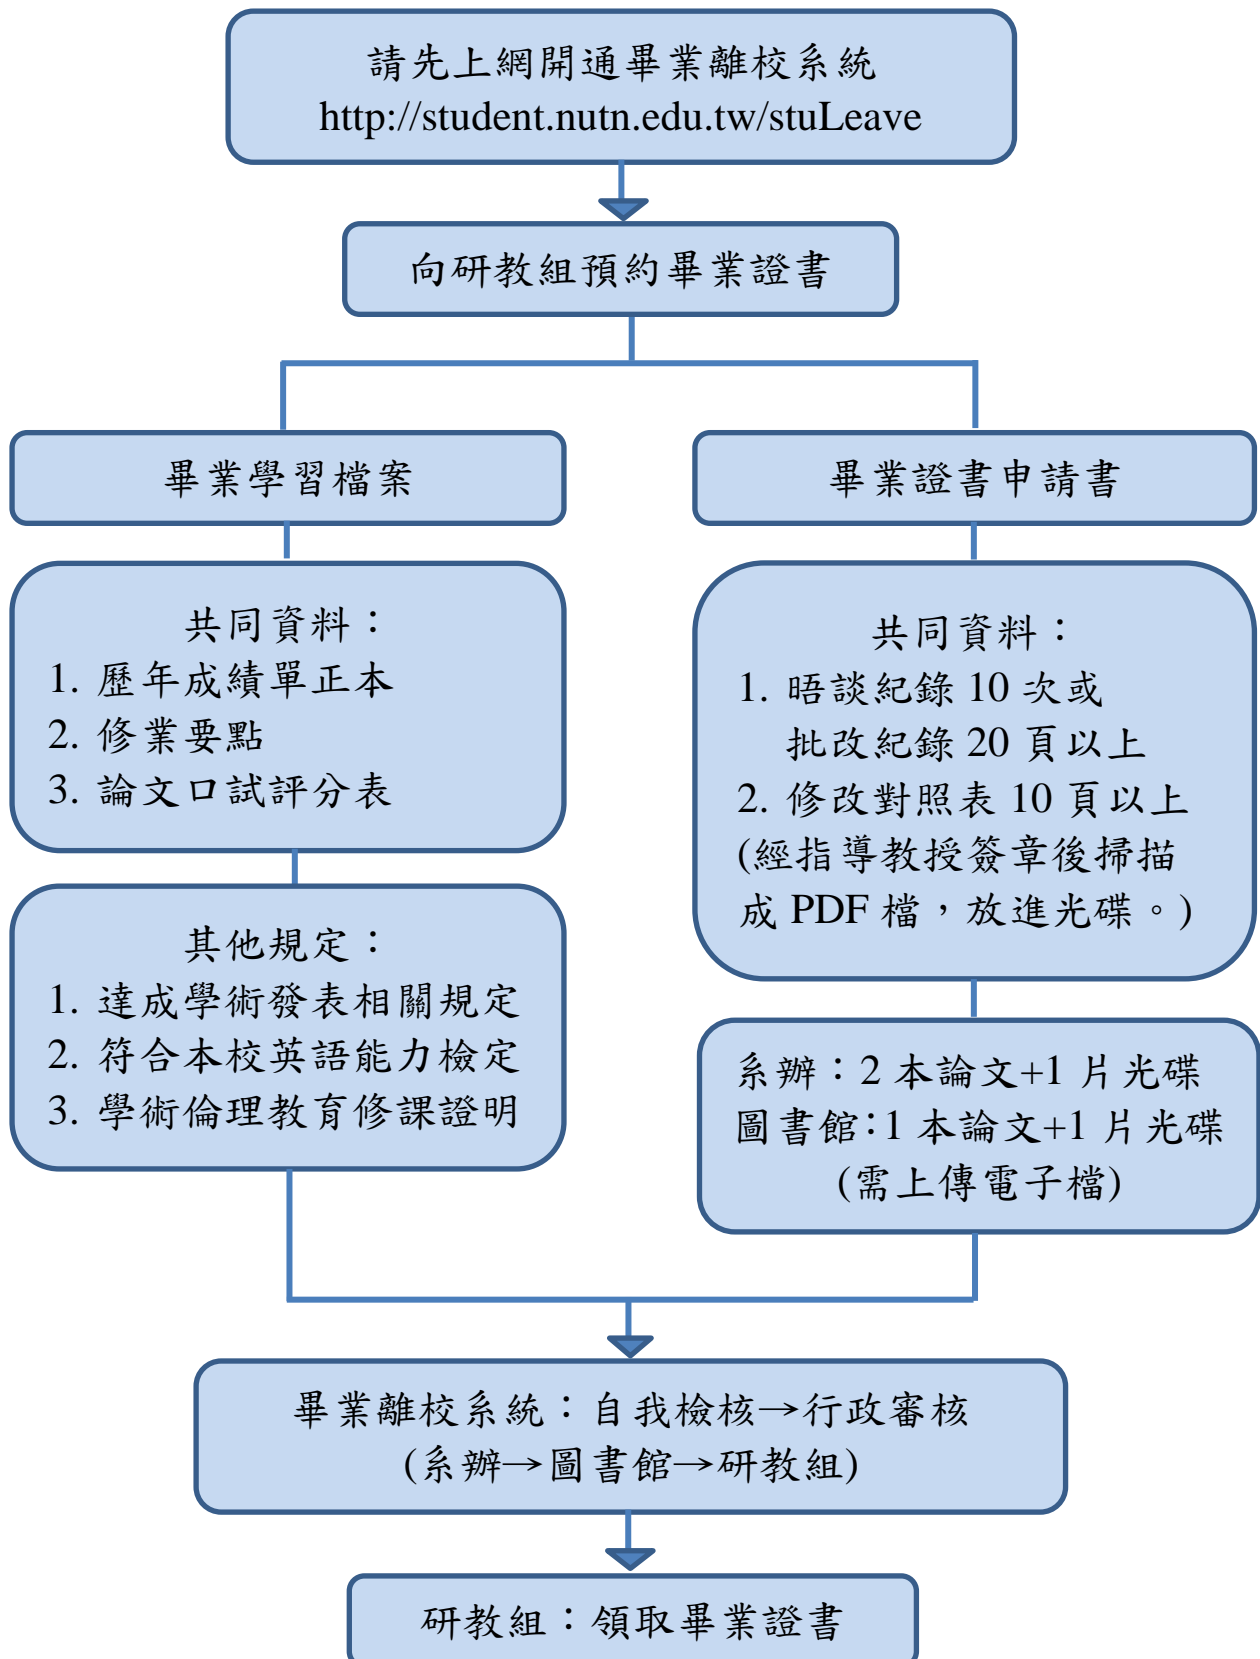 請先上網開通畢業離校系統
http://student.nutn.edu.tw/stuLeave
向研教組預約畢業證書
畢業學習檔案
共同資料：
1. 歷年成績單正本
2. 修業要點
3. 論文口試評分表
其他規定：
1. 達成學術發表相關規定
2. 符合本校英語能力檢定
3. 學術倫理教育修課證明
畢業證書申請書
共同資料：
1. 晤談紀錄 10 次或
批改紀錄 20 頁以上
2. 修改對照表 10 頁以上
(經指導教授簽章後掃描
成 PDF 檔，放進光碟。)
系辦：2 本論文+1 片光碟
圖書館：1 本論文+1 片光碟
(需上傳電子檔)
畢業離校系統：自我檢核→行政審核
(系辦→圖書館→研教組)
研教組：領取畢業證書